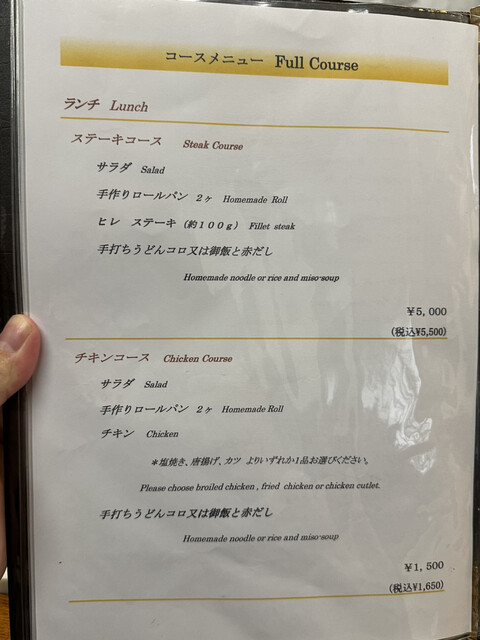 コースメニュー Full Course
ランチ Lunch
ステーキコース Steak Course
サラダ Salad
手作りロールパン 2ヶ Homemade Roll
ヒレ ステーキ(約100g) Fillet steak
手打ちうどんコロ又は御飯と赤だし
Homemade noodle or rice and miso-soup
￥5,000
(税込¥5,500)
チキンコース Chicken Course
サラダ Salad
手作りロールパン 2ヶ Homemade Roll
チキン Chicken
＊塩焼き、唐揚げ、カツ よりいずれか1品お選びください。
Please choose broiled chicken , fried chicken or chicken cutlet.
手打ちうどんコロ又は御飯と赤だし
Homemade noodle or rice and miso-soup
￥1,500
(税込¥1,650)